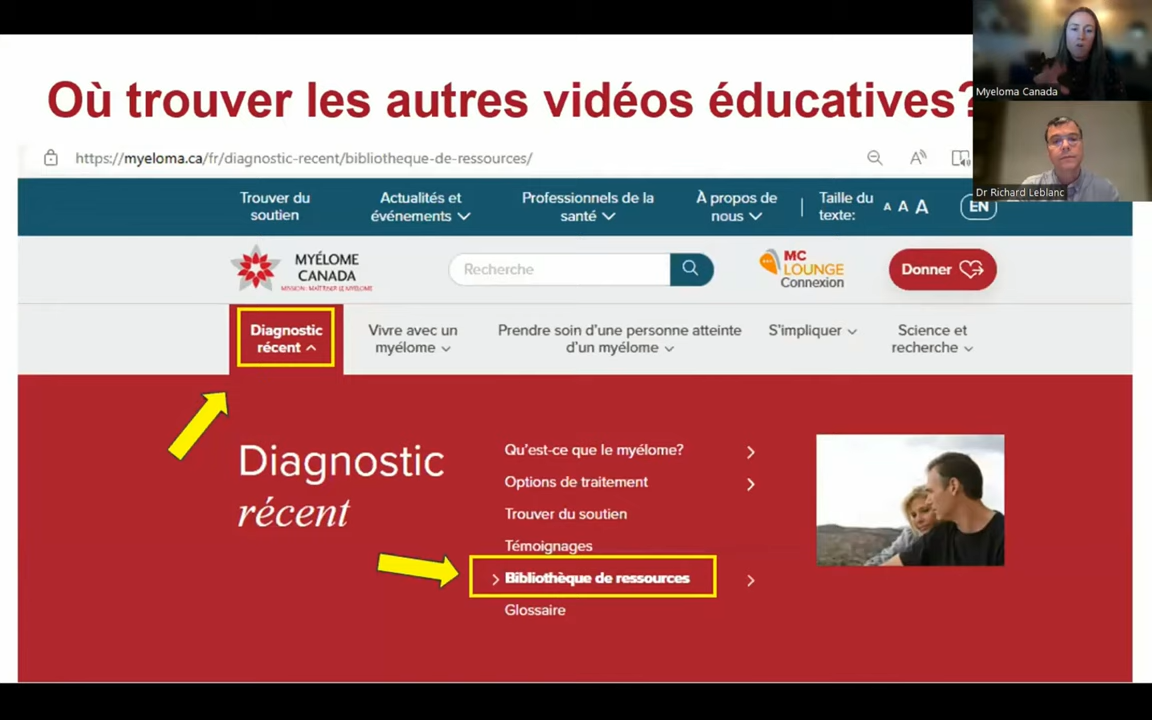 Où trouver les autres vidéos éducatives?
Myeloma Canada
Dr Richard Leblanc
https://myeloma.ca/fr/diagnostic-recent/bibliotheque-de-ressources/
Trouver du
soutien
Actualités et
événements
Professionnels de la
santé
À propos de
nous
Taille du
texte:
A A A
EN
MYÉLOME
CANADA
MISSION: MAÎTRISER LE MYÉLOME
Recherche
MC
LOUNGE
Connexion
Donner
Diagnostic
récent
Vivre avec un
myélome
Prendre soin d'une personne atteinte
d'un myélome
S'impliquer
Science et
recherche
Diagnostic
récent
Qu'est-ce que le myélome?
Options de traitement
Trouver du soutien
Témoignages
Bibliothèque de ressources
Glossaire